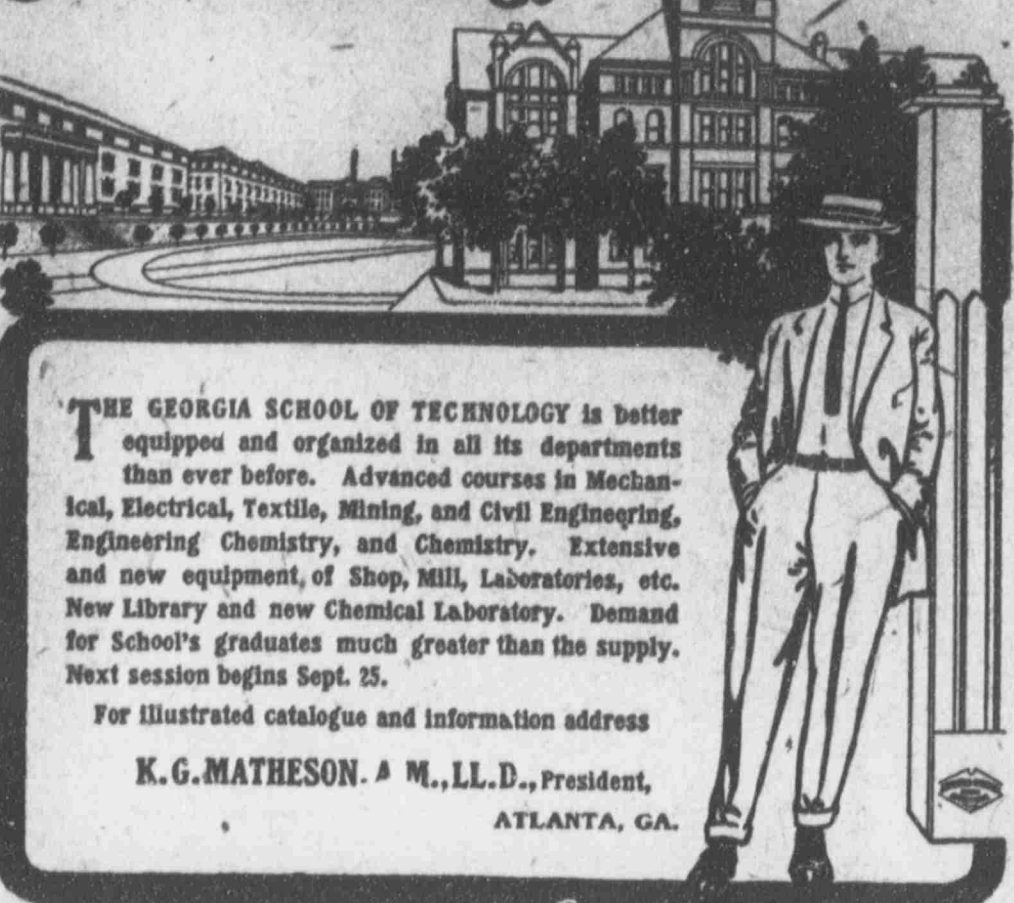 THE GEORGIA SCHOOL OF TECHNOLOGY is better
equipped and organized in all its departments
than ever before. Advanced courses in Mechan-
ical, Electrical, Textile, Mining, and Civil Engineering,
Engineering Chemistry, and Chemistry. Extensive
and new equipment, of Shop, Mill, Laboratories, etc.
New Library and new Chemical Laboratory. Demand
for School's graduates much greater than the supply.
Next session begins Sept. 25.
For illustrated catalogue and information address
K. G. MATHESON. A M., LL.D., President,
ATLANTA, GA.